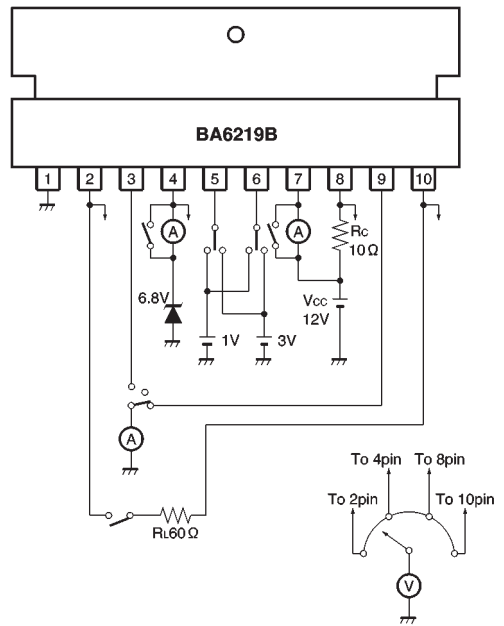 BA6219B
1 2 3 4 5 6 7 8 9 10
A
A
RC
10Ω
6.8V
VCC
12V
1V
3V
A
To 4pin To 8pin
To 2pin To 10pin
RL60Ω
V